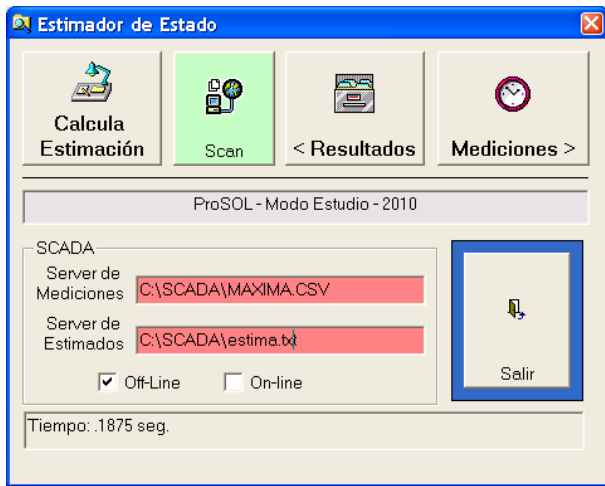 Estimador de Estado
Calcula
Estimación
Scan
< Resultados
Mediciones >
ProSOL - Modo Estudio - 2010
SCADA
Server de
Mediciones
C:\SCADA\MAXIMA.CSV
Server de
Estimados
C:\SCADA\estima.txt
Off-Line
On-line
Salir
Tiempo: .1875 seg.